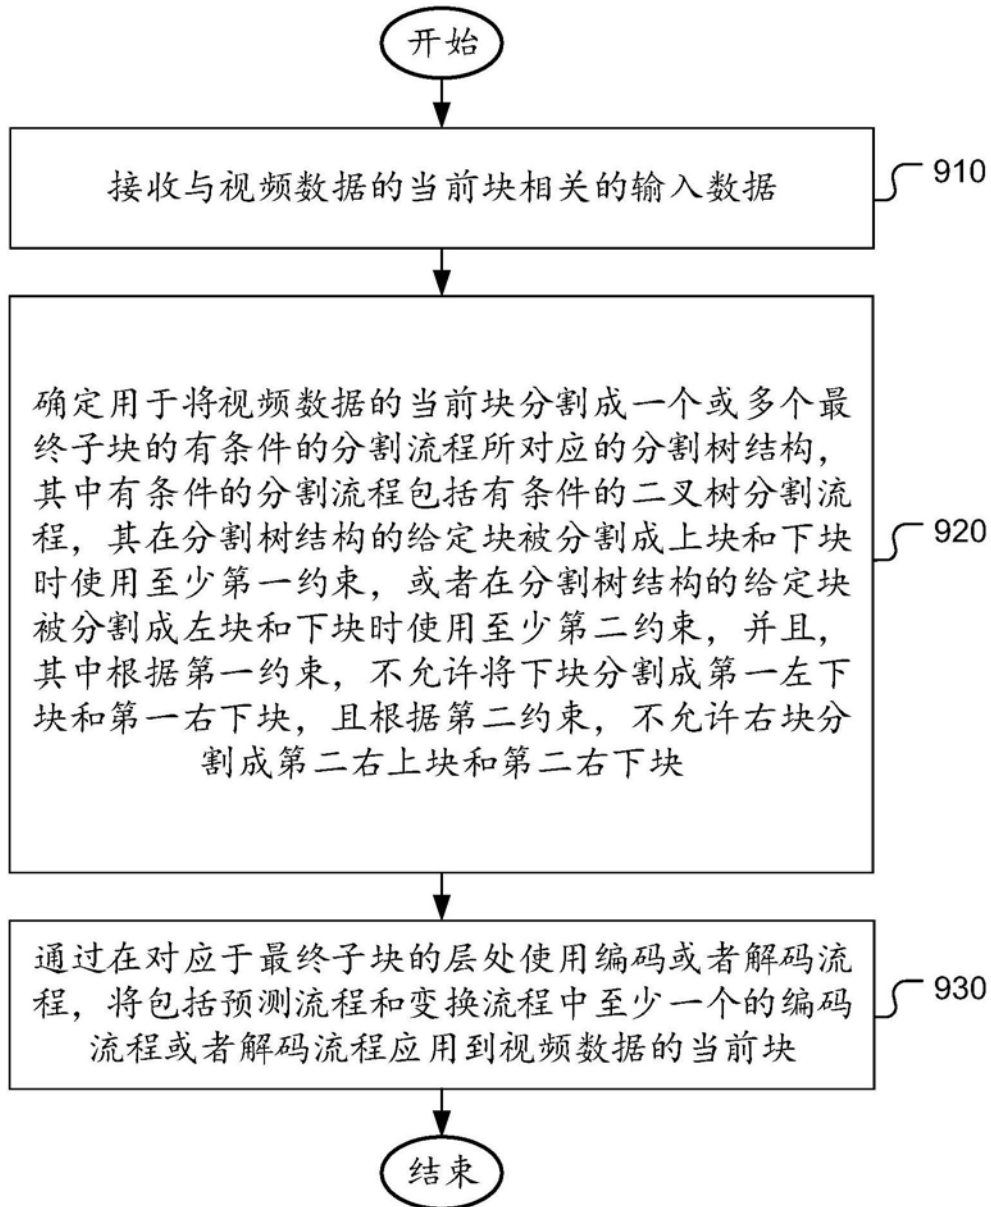 开始
接收与视频数据的当前块相关的输入数据
910
确定用于将视频数据的当前块分割成一个或多个最
终子块的有条件的分割流程所对应的分割树结构，
其中有条件的分割流程包括有条件的二叉树分割流
程，其在分割树结构的给定块被分割成上块和下块
时使用至少第一约束，或者在分割树结构的给定块
被分割成左块和下块时使用至少第二约束，并且，
其中根据第一约束，不允许将下块分割成第一左下
块和第一右下块，且根据第二约束，不允许右块分
割成第二右上块和第二右下块
920
通过在对应于最终子块的层处使用编码或者解码流
程，将包括预测流程和变换流程中至少一个的编码
流程或者解码流程应用到视频数据的当前块
930
结束